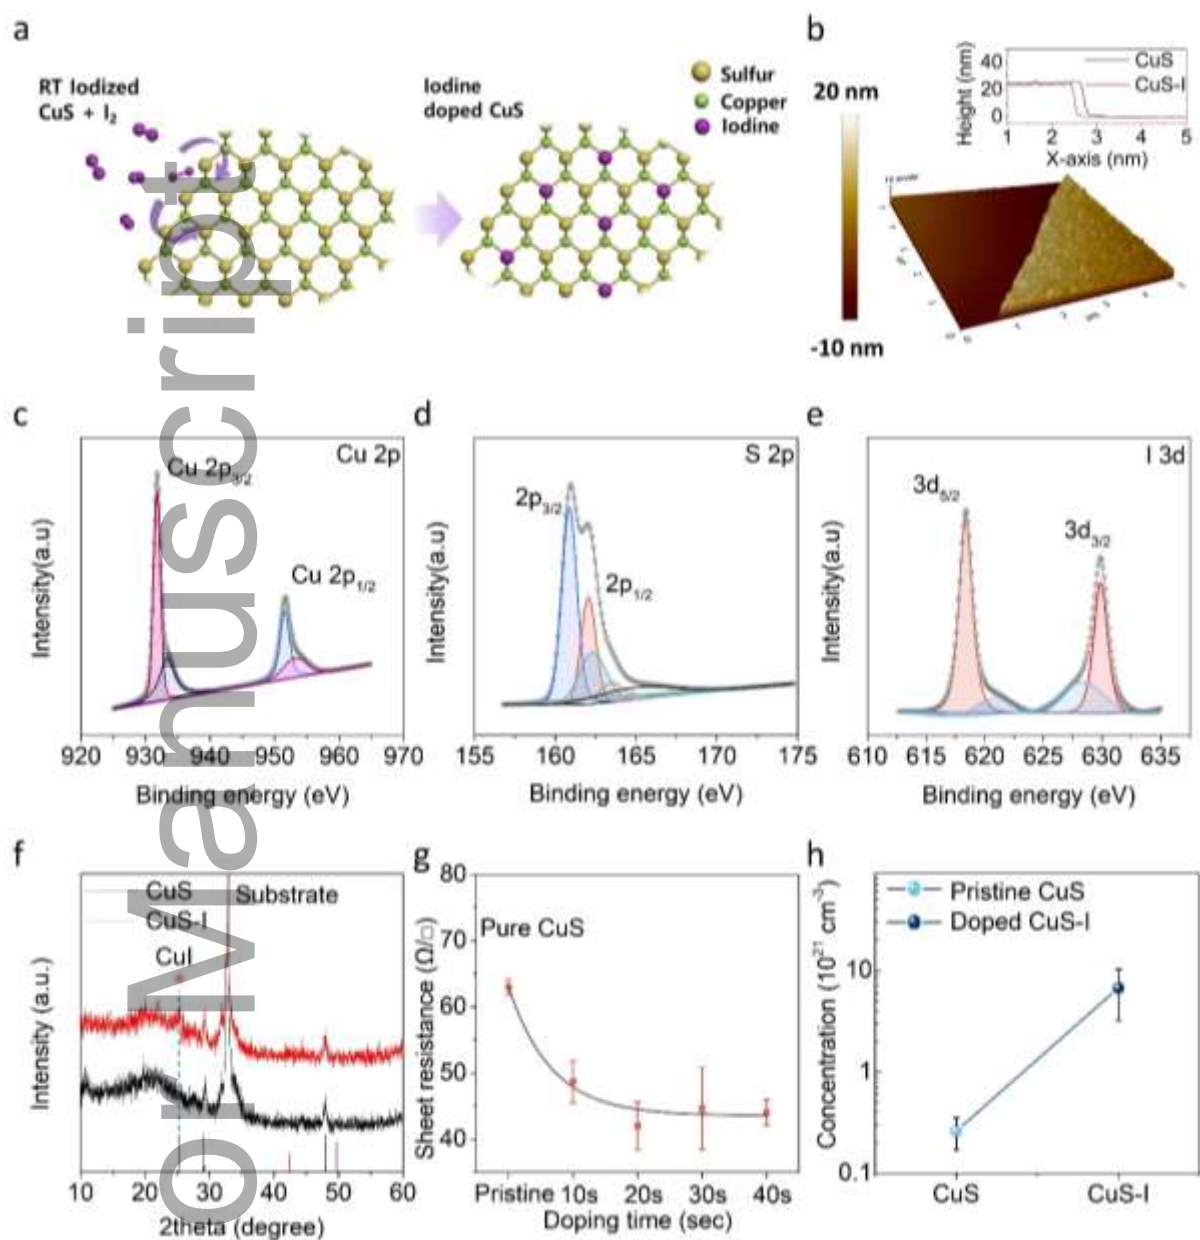 a
RT Iodized
CuS + I₂
Iodine
doped CuS
Sulfur
Copper
Iodine
b
20 nm
-10 nm
Height (nm)
40
20
0
CuS
CuS-I
1 2 3 4 5
X-axis (nm)
c
Cu 2p₃/₂
Cu 2p
Cu 2p₁/₂
Intensity(a.u)
920 930 940 950 960 970
Binding energy (eV)
d
S 2p
2p₃/₂
2p₁/₂
Intensity(a.u)
155 160 165 170 175
Binding energy (eV)
e
I 3d
3d₅/₂
3d₃/₂
Intensity(a.u)
610 615 620 625 630 635
Binding energy (eV)
f
CuS
CuS-I
Substrate
CuI
Intensity (a.u.)
10 20 30 40 50 60
2theta (degree)
g
Pure CuS
Sheet resistance (Ω/□)
80
70
60
50
40
Pristine 10s 20s 30s 40s
Doping time (sec)
h
Pristine CuS
Doped CuS-I
Concentration (10²¹ cm⁻³)
10
1
0.1
CuS CuS-I
or Manuscript